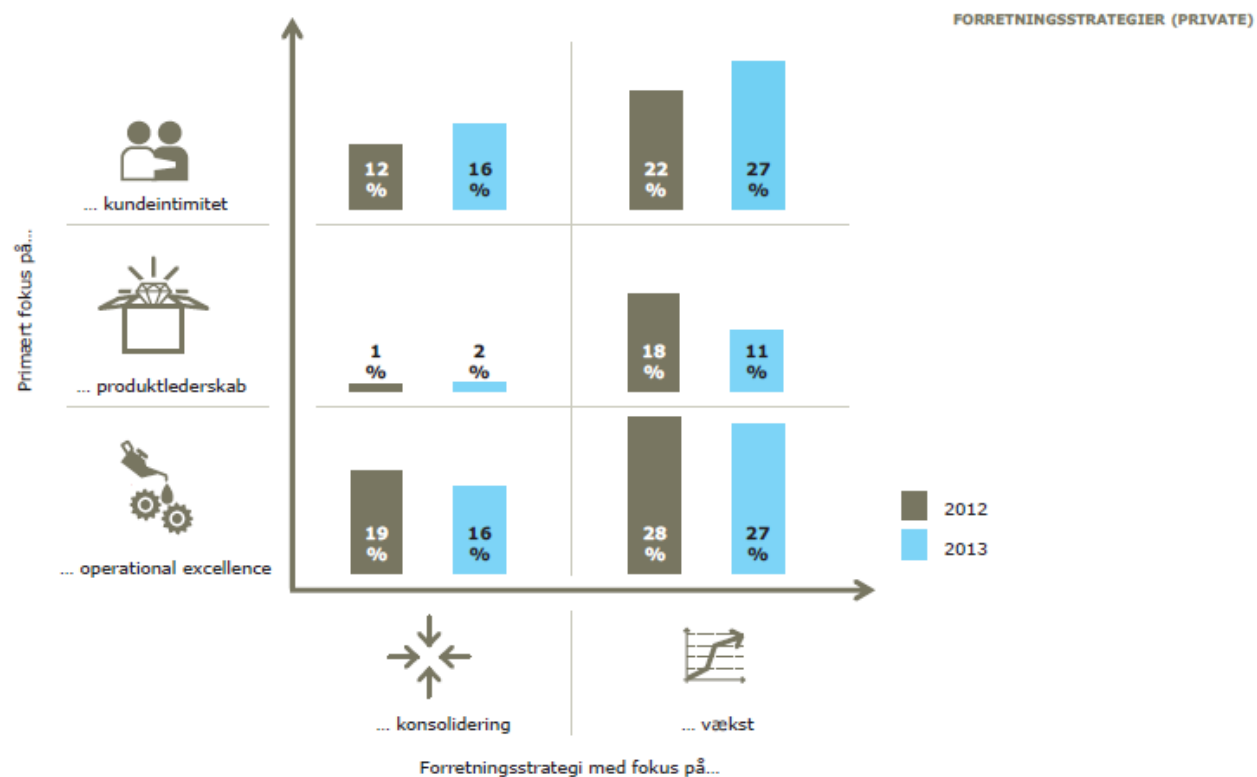 FORRETNINGSSTRATEGIER (PRIVATE)
Primært fokus på...
... kundeintimitet
12 %
16 %
22 %
27 %
... produktlederskab
1 %
2 %
18 %
11 %
... operational excellence
19 %
16 %
28 %
27 %
2012
2013
... konsolidering
... vækst
Forretningsstrategi med fokus på...